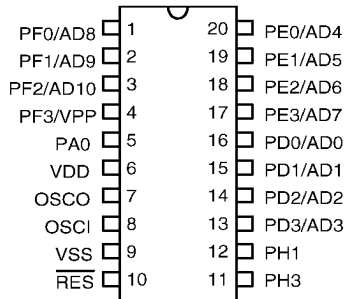 PF0/AD8 1 20 PE0/AD4
PF1/AD9 2 19 PE1/AD5
PF2/AD10 3 18 PE2/AD6
PF3/VPP 4 17 PE3/AD7
PA0 5 16 PD0/AD0
VDD 6 15 PD1/AD1
OSCO 7 14 PD2/AD2
OSCI 8 13 PD3/AD3
VSS 9 12 PH1
RES 10 11 PH3